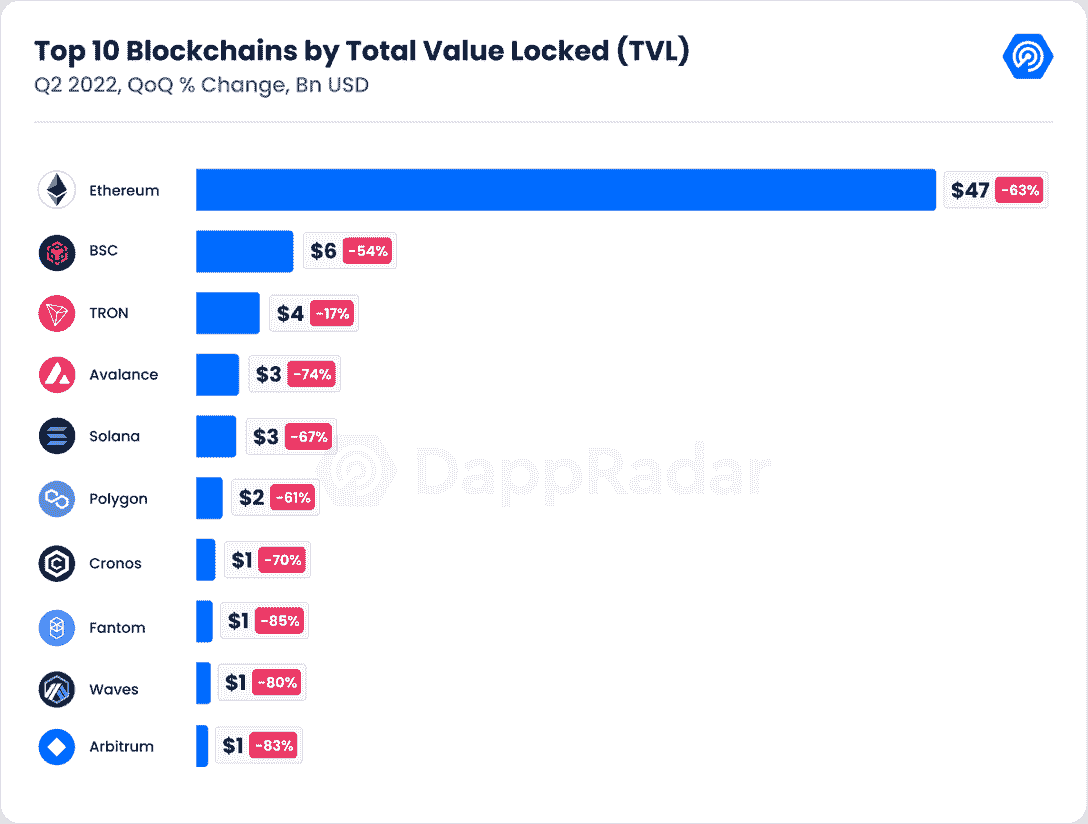 Top 10 Blockchains by Total Value Locked (TVL)
Q2 2022, QoQ % Change, Bn USD
Ethereum $47 -63%
BSC $6 -54%
TRON $4 -17%
Avalance $3 -74%
Solana $3 -67%
DappRadar
Polygon $2 -61%
Cronos $1 -70%
Fantom $1 -85%
Waves $1 -80%
Arbitrum $1 -83%